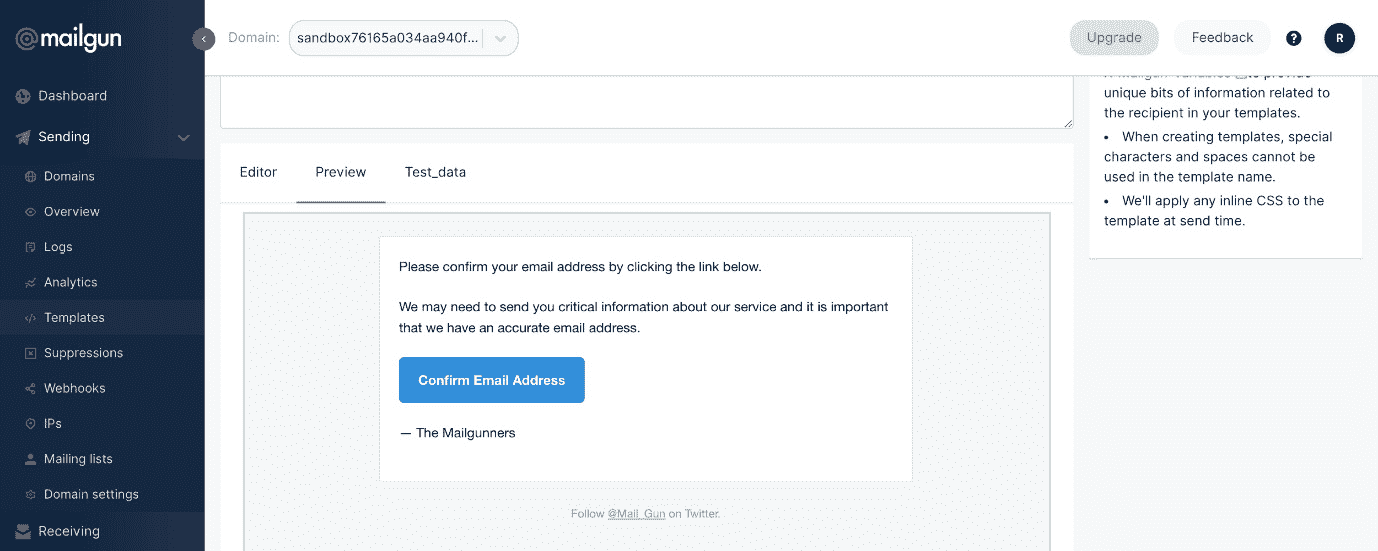 mailgun
Domain: sandbox76165a034aa940f...
Upgrade
Feedback
?
R
Dashboard
Sending
Domains
Overview
Logs
Analytics
Templates
Suppressions
Webhooks
IPs
Mailing lists
Domain settings
Receiving
Editor
Preview
Test_data
Please confirm your email address by clicking the link below.
We may need to send you critical information about our service and it is important
that we have an accurate email address.
Confirm Email Address
— The Mailgunners
Follow @Mail_Gun on Twitter.
to provide
unique bits of information related to
the recipient in your templates.
• When creating templates, special
characters and spaces cannot be
used in the template name.
• We'll apply any inline CSS to the
template at send time.